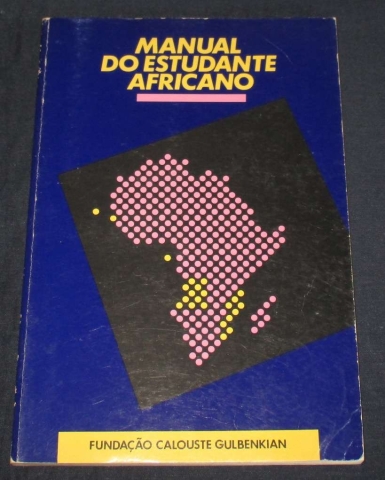 MANUAL
DO ESTUDANTE
AFRICANO
FUNDAÇÃO CALOUSTE GULBENKIAN